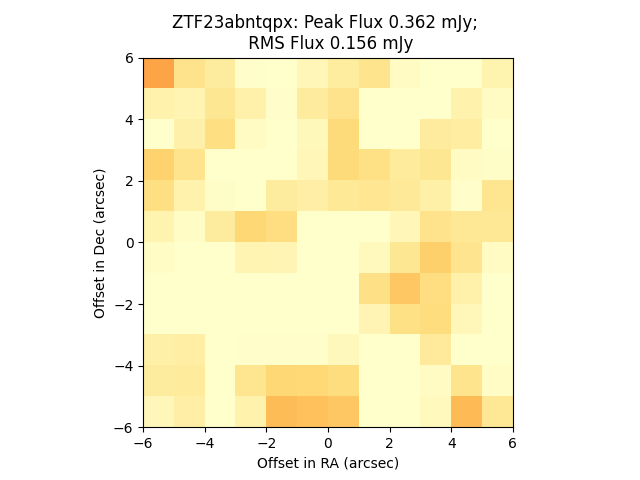 ZTF23abntqpx: Peak Flux 0.362 mJy;
RMS Flux 0.156 mJy
6
4
2
0
−2
−4
−6
Offset in Dec (arcsec)
−6 −4 −2 0 2 4 6
Offset in RA (arcsec)